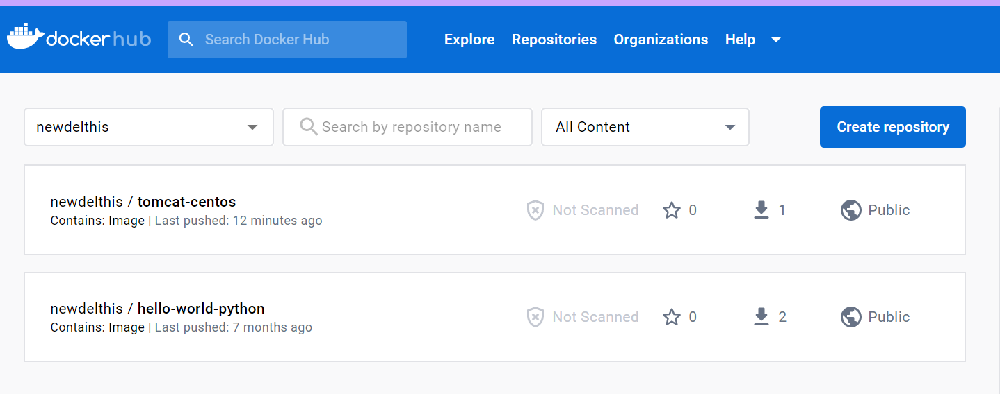 docker hub Search Docker Hub Explore Repositories Organizations Help
newdelthis Search by repository name All Content Create repository
newdelthis / tomcat-centos
Contains: Image | Last pushed: 12 minutes ago
Not Scanned 0 1 Public
newdelthis / hello-world-python
Contains: Image | Last pushed: 7 months ago
Not Scanned 0 2 Public